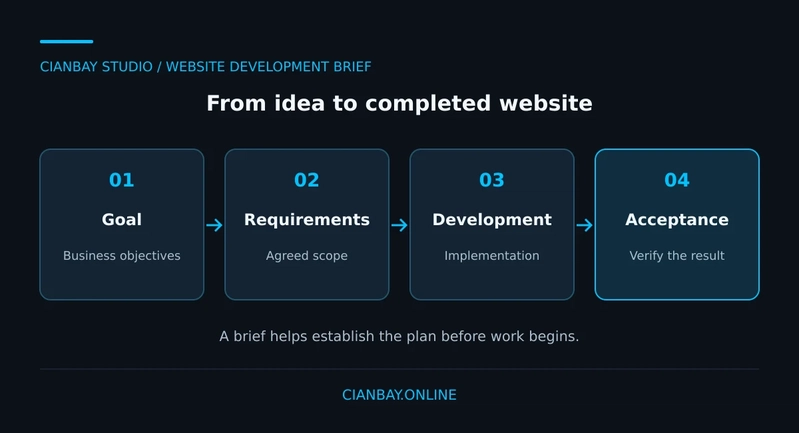 CIANBAY STUDIO / WEBSITE DEVELOPMENT BRIEF
From idea to completed website
01
Goal
Business objectives
02
Requirements
Agreed scope
03
Development
Implementation
04
Acceptance
Verify the result
A brief helps establish the plan before work begins.
CIANBAY.ONLINE